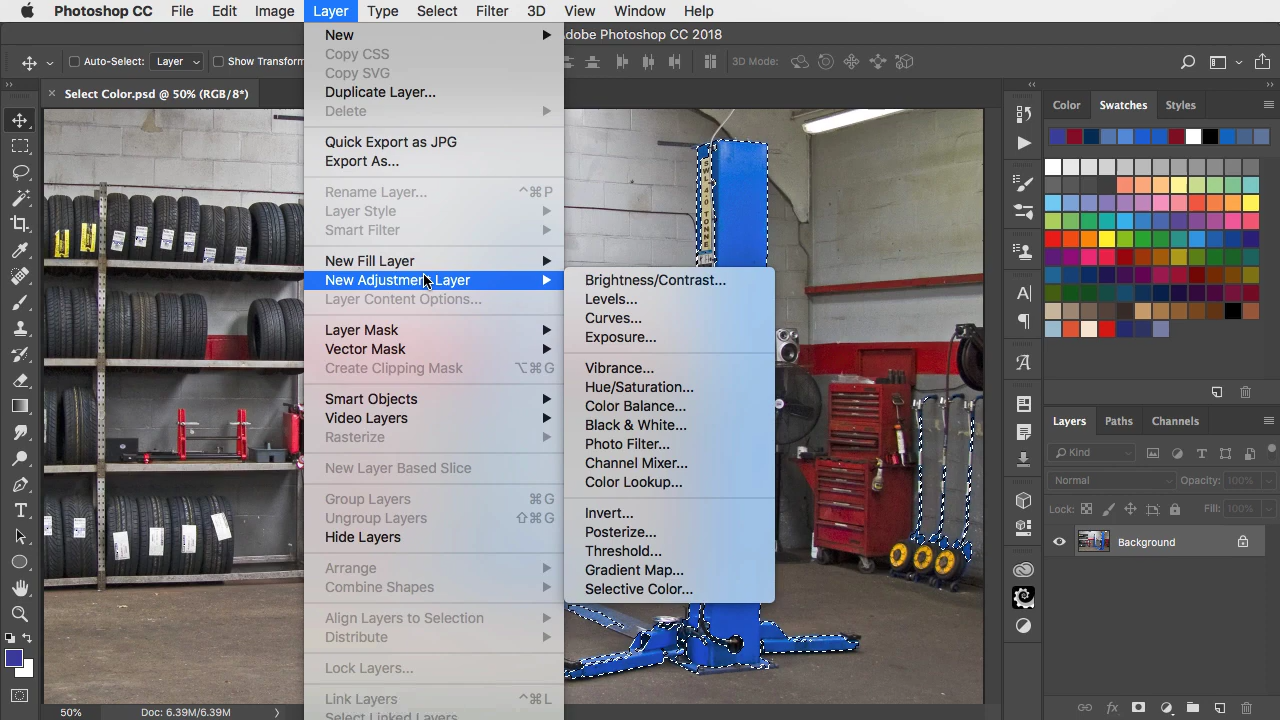 Photoshop CC File Edit Image Layer Type Select Filter 3D View Window Help
Adobe Photoshop CC 2018
Auto-Select: Layer Show Transform 3D Mode:
× Select Color.psd @ 50% (RGB/8*)
New
Copy CSS
Copy SVG
Duplicate Layer...
Delete
Quick Export as JPG
Export As...
Rename Layer... ^⌘P
Layer Style
Smart Filter
New Fill Layer
New Adjustment Layer
Layer Content Options...
Layer Mask
Vector Mask
Create Clipping Mask ⌥⌘G
Smart Objects
Video Layers
Rasterize
New Layer Based Slice
Group Layers ⌘G
Ungroup Layers ⇧⌘G
Hide Layers
Arrange
Combine Shapes
Align Layers to Selection
Distribute
Lock Layers...
Link Layers ^⌘L
Select Linked Layers
Brightness/Contrast...
Levels...
Curves...
Exposure...
Vibrance...
Hue/Saturation...
Color Balance...
Black & White...
Photo Filter...
Channel Mixer...
Color Lookup...
Invert...
Posterize...
Threshold...
Gradient Map...
Selective Color...
Color Swatches Styles
Layers Paths Channels
Kind
Normal Opacity: 100%
Lock: Fill: 100%
Background
50% Doc: 6.39M/6.39M